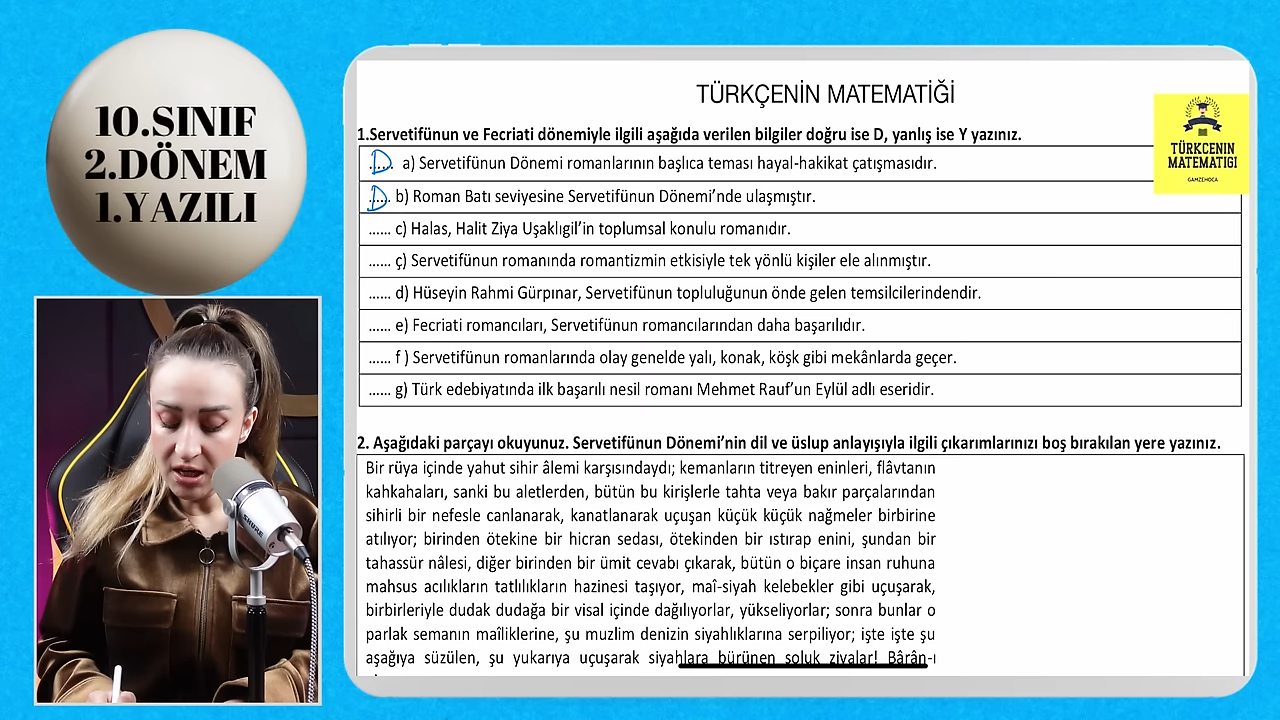 10.SINIF
2.DÖNEM
1.YAZILI
TÜRKÇENİN MATEMATİĞİ
TÜRKCENIN
MATEMATIGI
GAMZEHOCA
1.Servetifünun ve Fecriati dönemiyle ilgili aşağıda verilen bilgiler doğru ise D, yanlış ise Y yazınız.
D a) Servetifünun Dönemi romanlarının başlıca teması hayal-hakikat çatışmasıdır.
D b) Roman Batı seviyesine Servetifünun Dönemi’nde ulaşmıştır.
...... c) Halas, Halit Ziya Uşaklıgil’in toplumsal konulu romanıdır.
...... ç) Servetifünun romanında romantizmin etkisiyle tek yönlü kişiler ele alınmıştır.
...... d) Hüseyin Rahmi Gürpınar, Servetifünun topluluğunun önde gelen temsilcilerindendir.
...... e) Fecriati romancıları, Servetifünun romancılarından daha başarılıdır.
...... f ) Servetifünun romanlarında olay genelde yalı, konak, köşk gibi mekânlarda geçer.
...... g) Türk edebiyatında ilk başarılı nesil romanı Mehmet Rauf’un Eylül adlı eseridir.
2. Aşağıdaki parçayı okuyunuz. Servetifünun Dönemi’nin dil ve üslup anlayışıyla ilgili çıkarımlarınızı boş bırakılan yere yazınız.
Bir rüya içinde yahut sihir âlemi karşısındaydı; kemanların titreyen eninleri, flâvtanın
kahkahaları, sanki bu aletlerden, bütün bu kirişlerle tahta veya bakır parçalarından
sihirli bir nefesle canlanarak, kanatlanarak uçuşan küçük küçük nağmeler birbirine
atılıyor; birinden ötekine bir hicran sedası, ötekinden bir ıstırap enini, şundan bir
tahassür nâlesi, diğer birinden bir ümit cevabı çıkarak, bütün o biçare insan ruhuna
mahsus acılıkların tatlılıkların hazinesi taşıyor, maî-siyah kelebekler gibi uçuşarak,
birbirleriyle dudak dudağa bir visal içinde dağılıyorlar, yükseliyorlar; sonra bunlar o
parlak semanın maîliklerine, şu muzlim denizin siyahlıklarına serpiliyor; işte işte şu
aşağıya süzülen, şu yukarıya uçuşarak siyahlara bürünen soluk ziyalar! Bârân-ı
SHURE